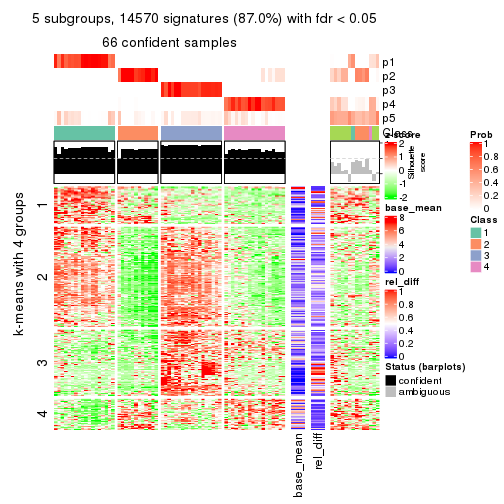 5 subgroups, 14570 signatures (87.0%) with fdr < 0.05
66 confident samples
p1
p2
p3
p4
p5
Class
k-means with 4 groups
1
2
3
4
Silhouette
score
base_mean
rel_diff
z-score
2
1
0
-1
-2
base_mean
8
6
4
2
0
rel_diff
1
0.8
0.6
0.4
0.2
0
Status (barplots)
confident
ambiguous
Prob
1
0.8
0.6
0.4
0.2
0
Class
1
2
3
4